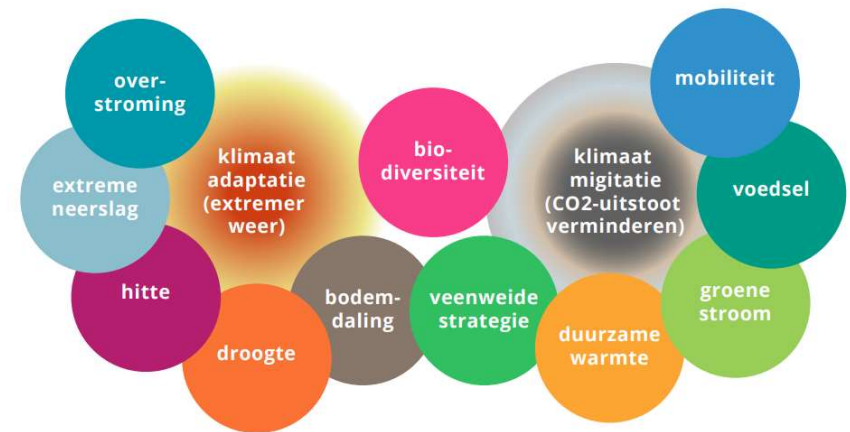 over-
stroming
extreme
neerslag
hitte
droogte
klimaat
adaptatie
(extremer
weer)
bodem-
daling
bio-
diversiteit
veenweide
strategie
klimaat
migitatie
(CO2-uitstoot
verminderen)
duurzame
warmte
groene
stroom
voedsel
mobiliteit